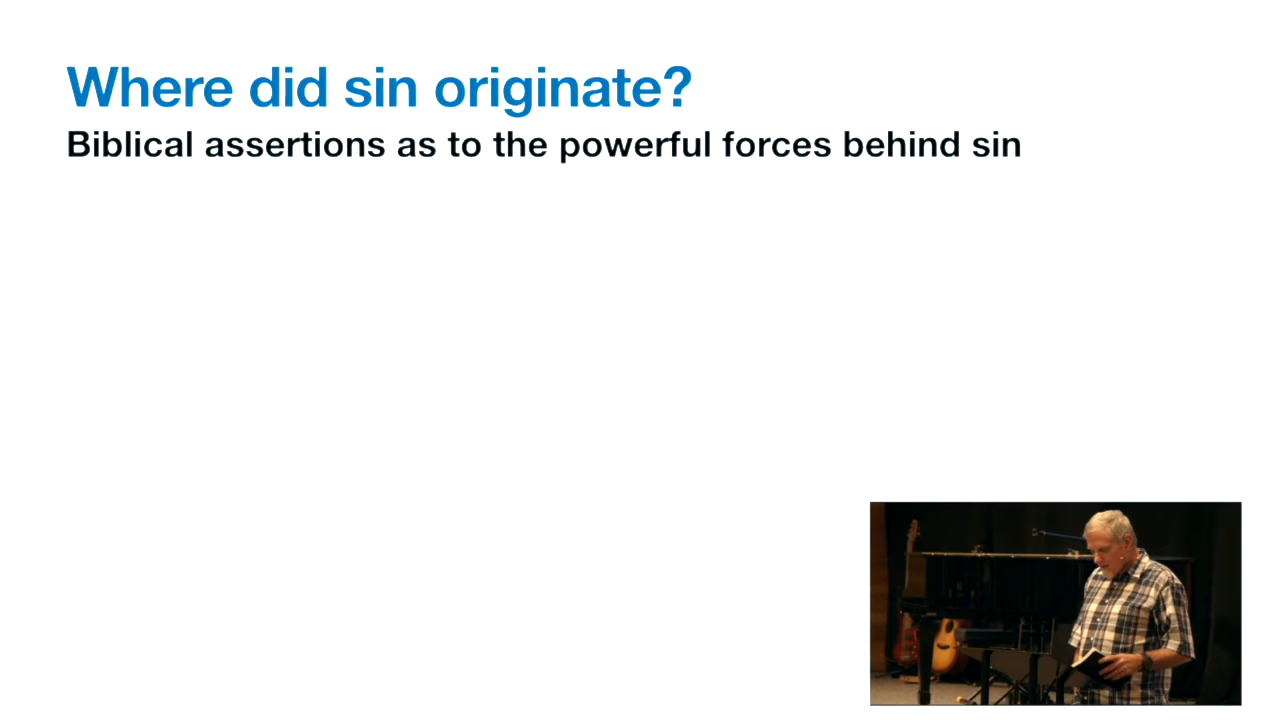 Where did sin originate?
Biblical assertions as to the powerful forces behind sin